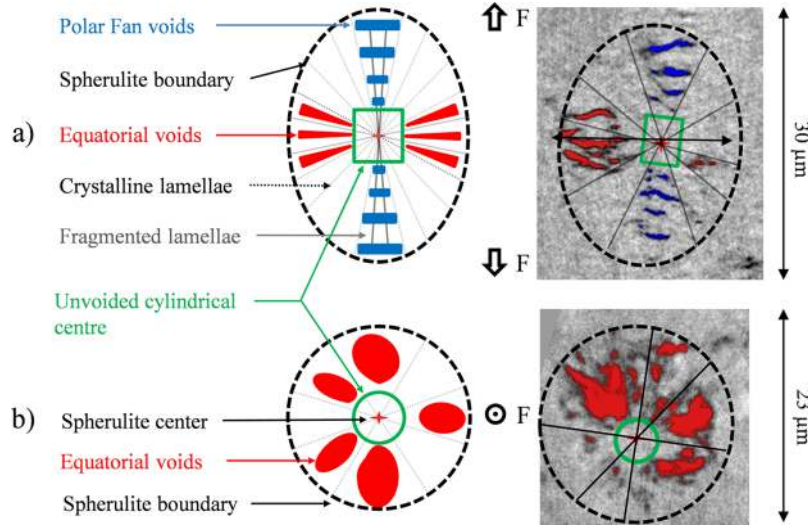 Polar Fan voids
Spherulite boundary
a)
Equatorial voids
Crystalline lamellae
Fragmented lamellae
Unvoided cylindrical
centre
F
F
30 μm
b)
Spherulite center
Equatorial voids
Spherulite boundary
F
23 μm